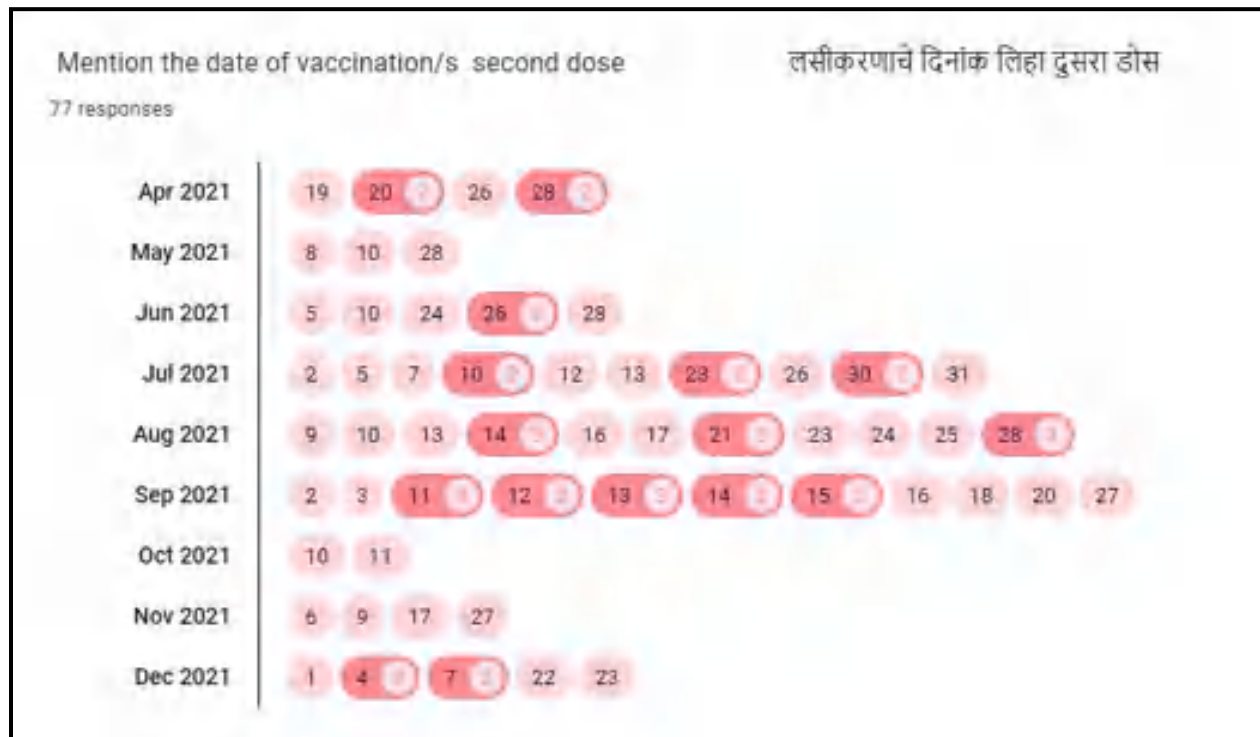 Mention the date of vaccination/s second dose लसीकरणाचे दिनांक लिहा दुसरा डोस
77 responses
Apr 2021 19 20 26 28
May 2021 8 10 28
Jun 2021 5 10 24 26 28
Jul 2021 2 5 7 10 12 13 23 26 30 31
Aug 2021 9 10 13 14 16 17 21 23 24 25 28
Sep 2021 2 3 11 12 13 14 15 16 18 20 27
Oct 2021 10 11
Nov 2021 6 9 17 27
Dec 2021 1 4 7 22 23